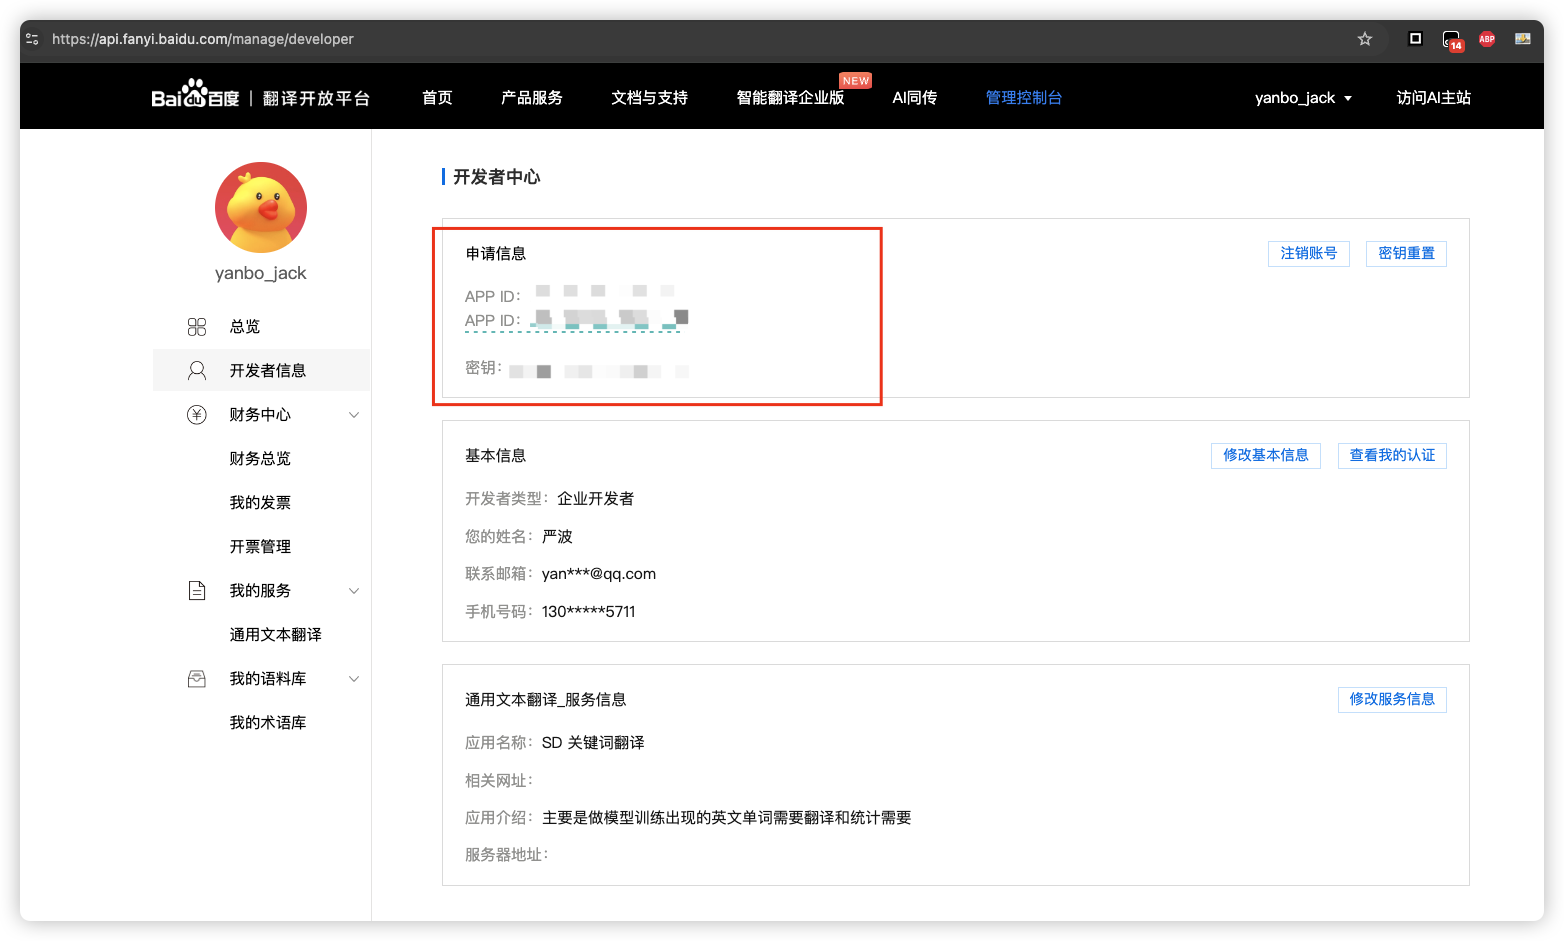 https://api.fanyi.baidu.com/manage/developer
14
ABP
Bai du 百度 | 翻译开放平台
首页
产品服务
文档与支持
智能翻译企业版
NEW
AI同传
管理控制台
yanbo_jack
访问AI主站
yanbo_jack
总览
开发者信息
财务中心
财务总览
我的发票
开票管理
我的服务
通用文本翻译
我的语料库
我的术语库
开发者中心
申请信息
注销账号
密钥重置
APP ID：
APP ID：
密钥：
基本信息
修改基本信息
查看我的认证
开发者类型： 企业开发者
您的姓名： 严波
联系邮箱： yan***@qq.com
手机号码： 130*****5711
通用文本翻译_服务信息
修改服务信息
应用名称： SD 关键词翻译
相关网址：
应用介绍： 主要是做模型训练出现的英文单词需要翻译和统计需要
服务器地址：